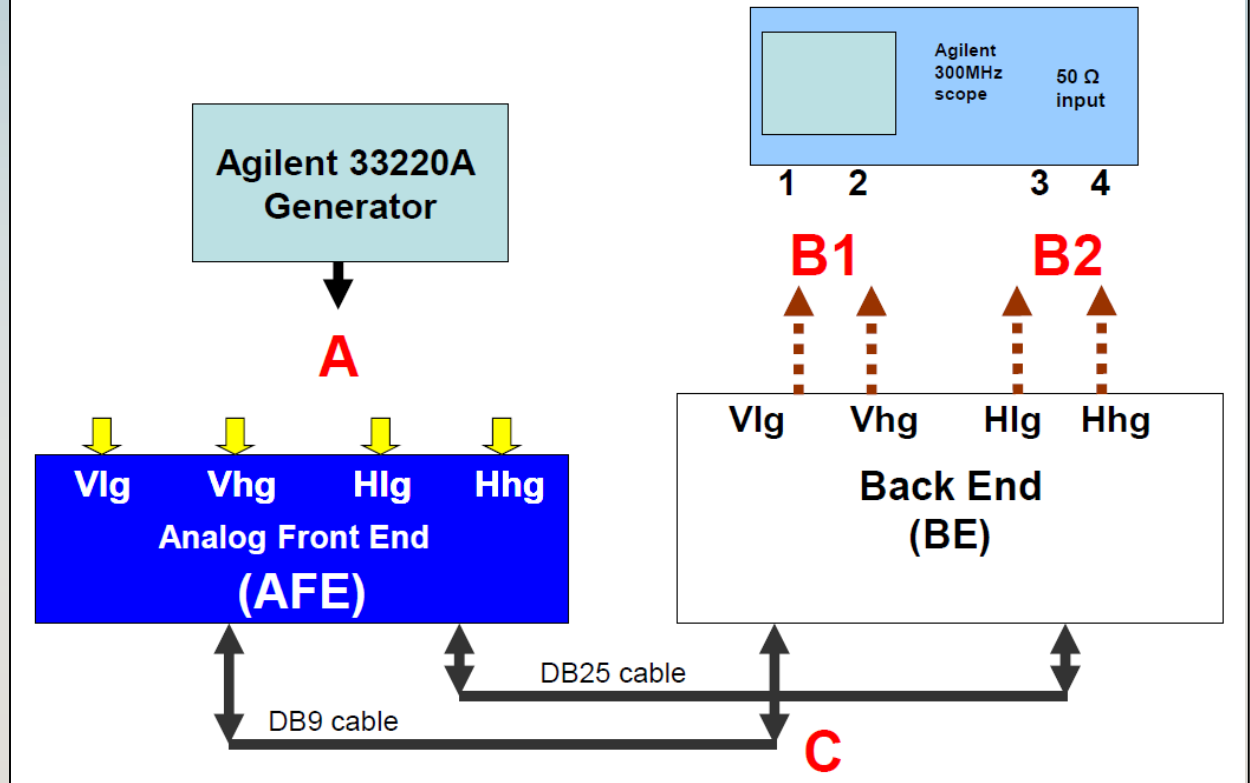 Agilent
300MHz
scope
50 Ω
input
1 2 3 4
Agilent 33220A
Generator
B1 B2
A
Vlg Vhg Hlg Hhg
Back End
(BE)
Vlg Vhg Hlg Hhg
Analog Front End
(AFE)
DB25 cable
DB9 cable
C